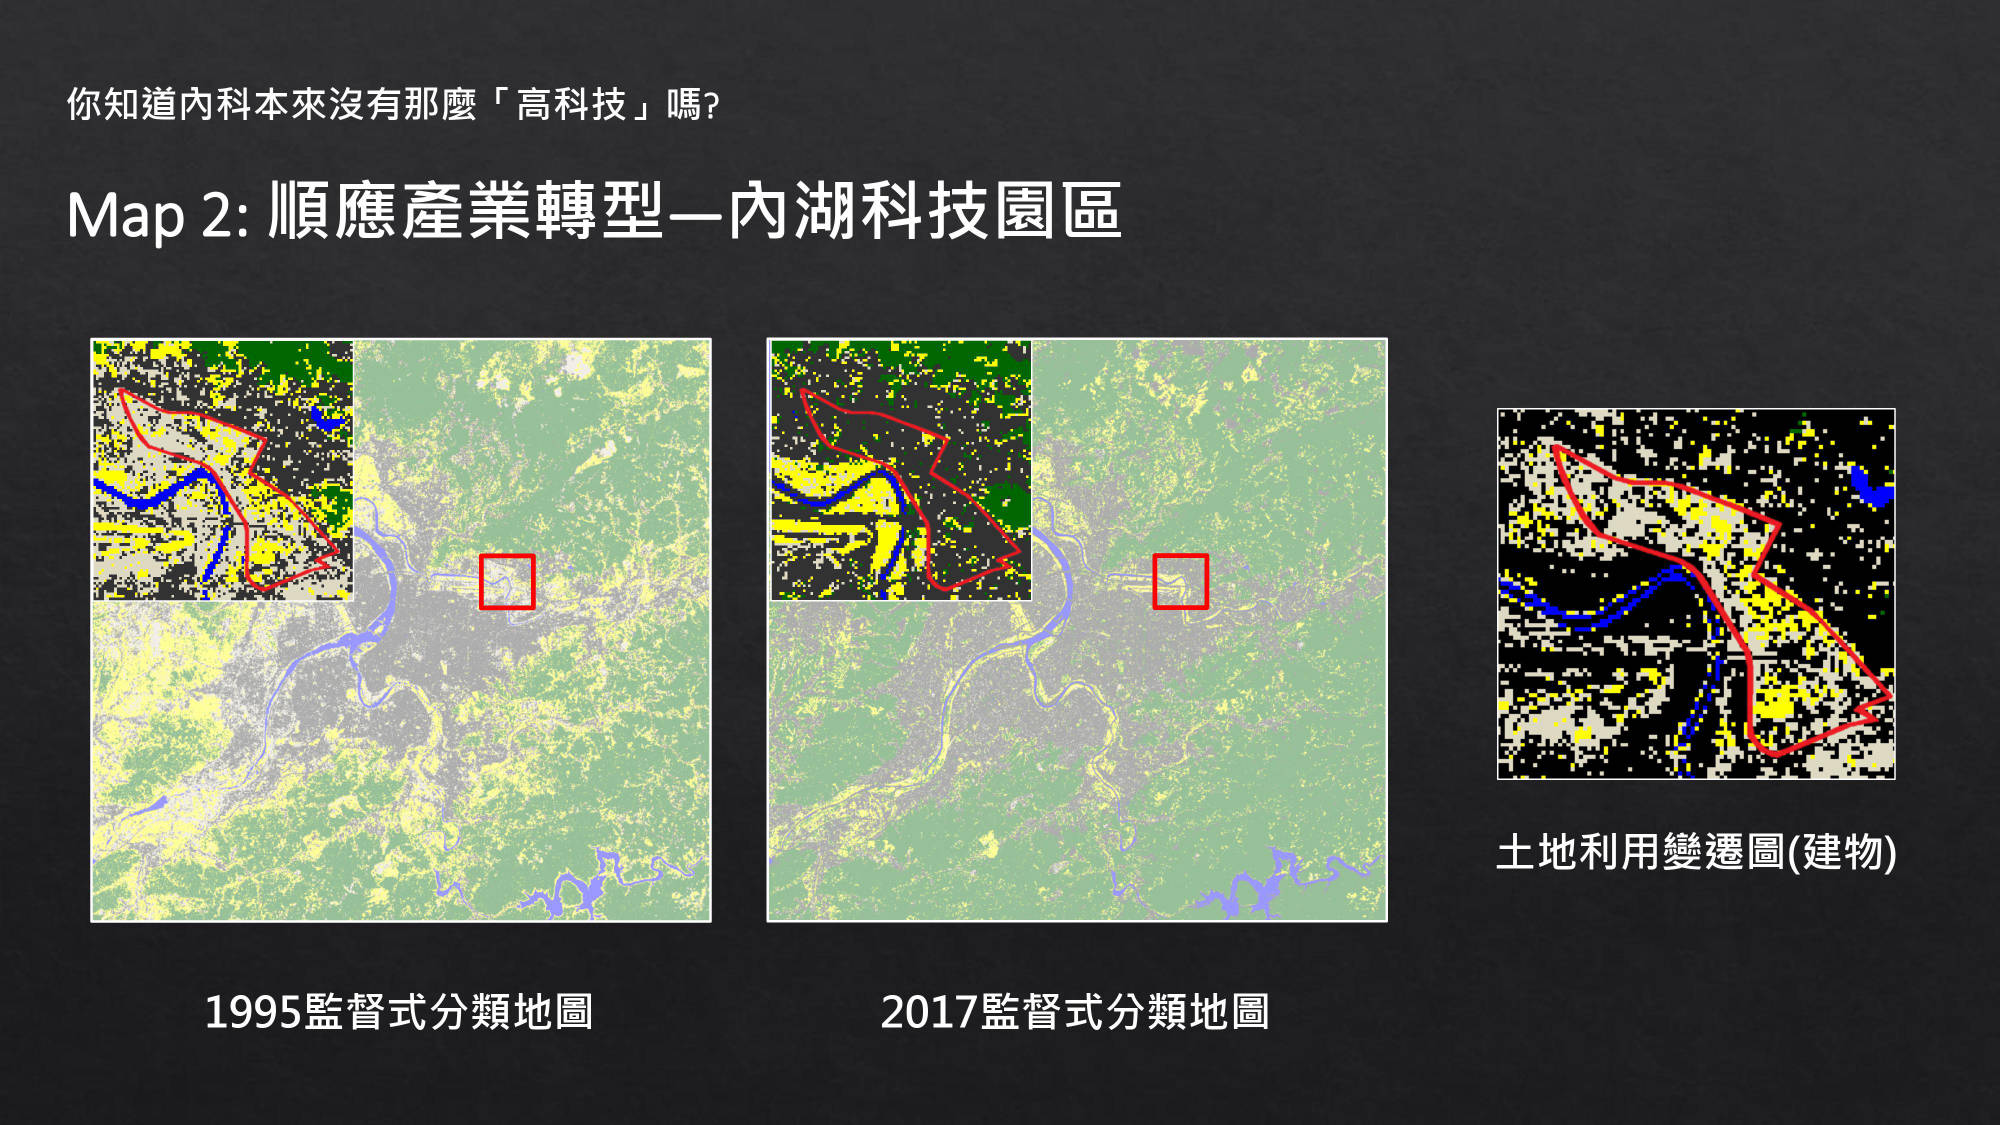 你知道內科本來沒有那麼「高科技」嗎?
Map 2: 順應產業轉型—內湖科技園區
土地利用變遷圖(建物)
1995監督式分類地圖
2017監督式分類地圖